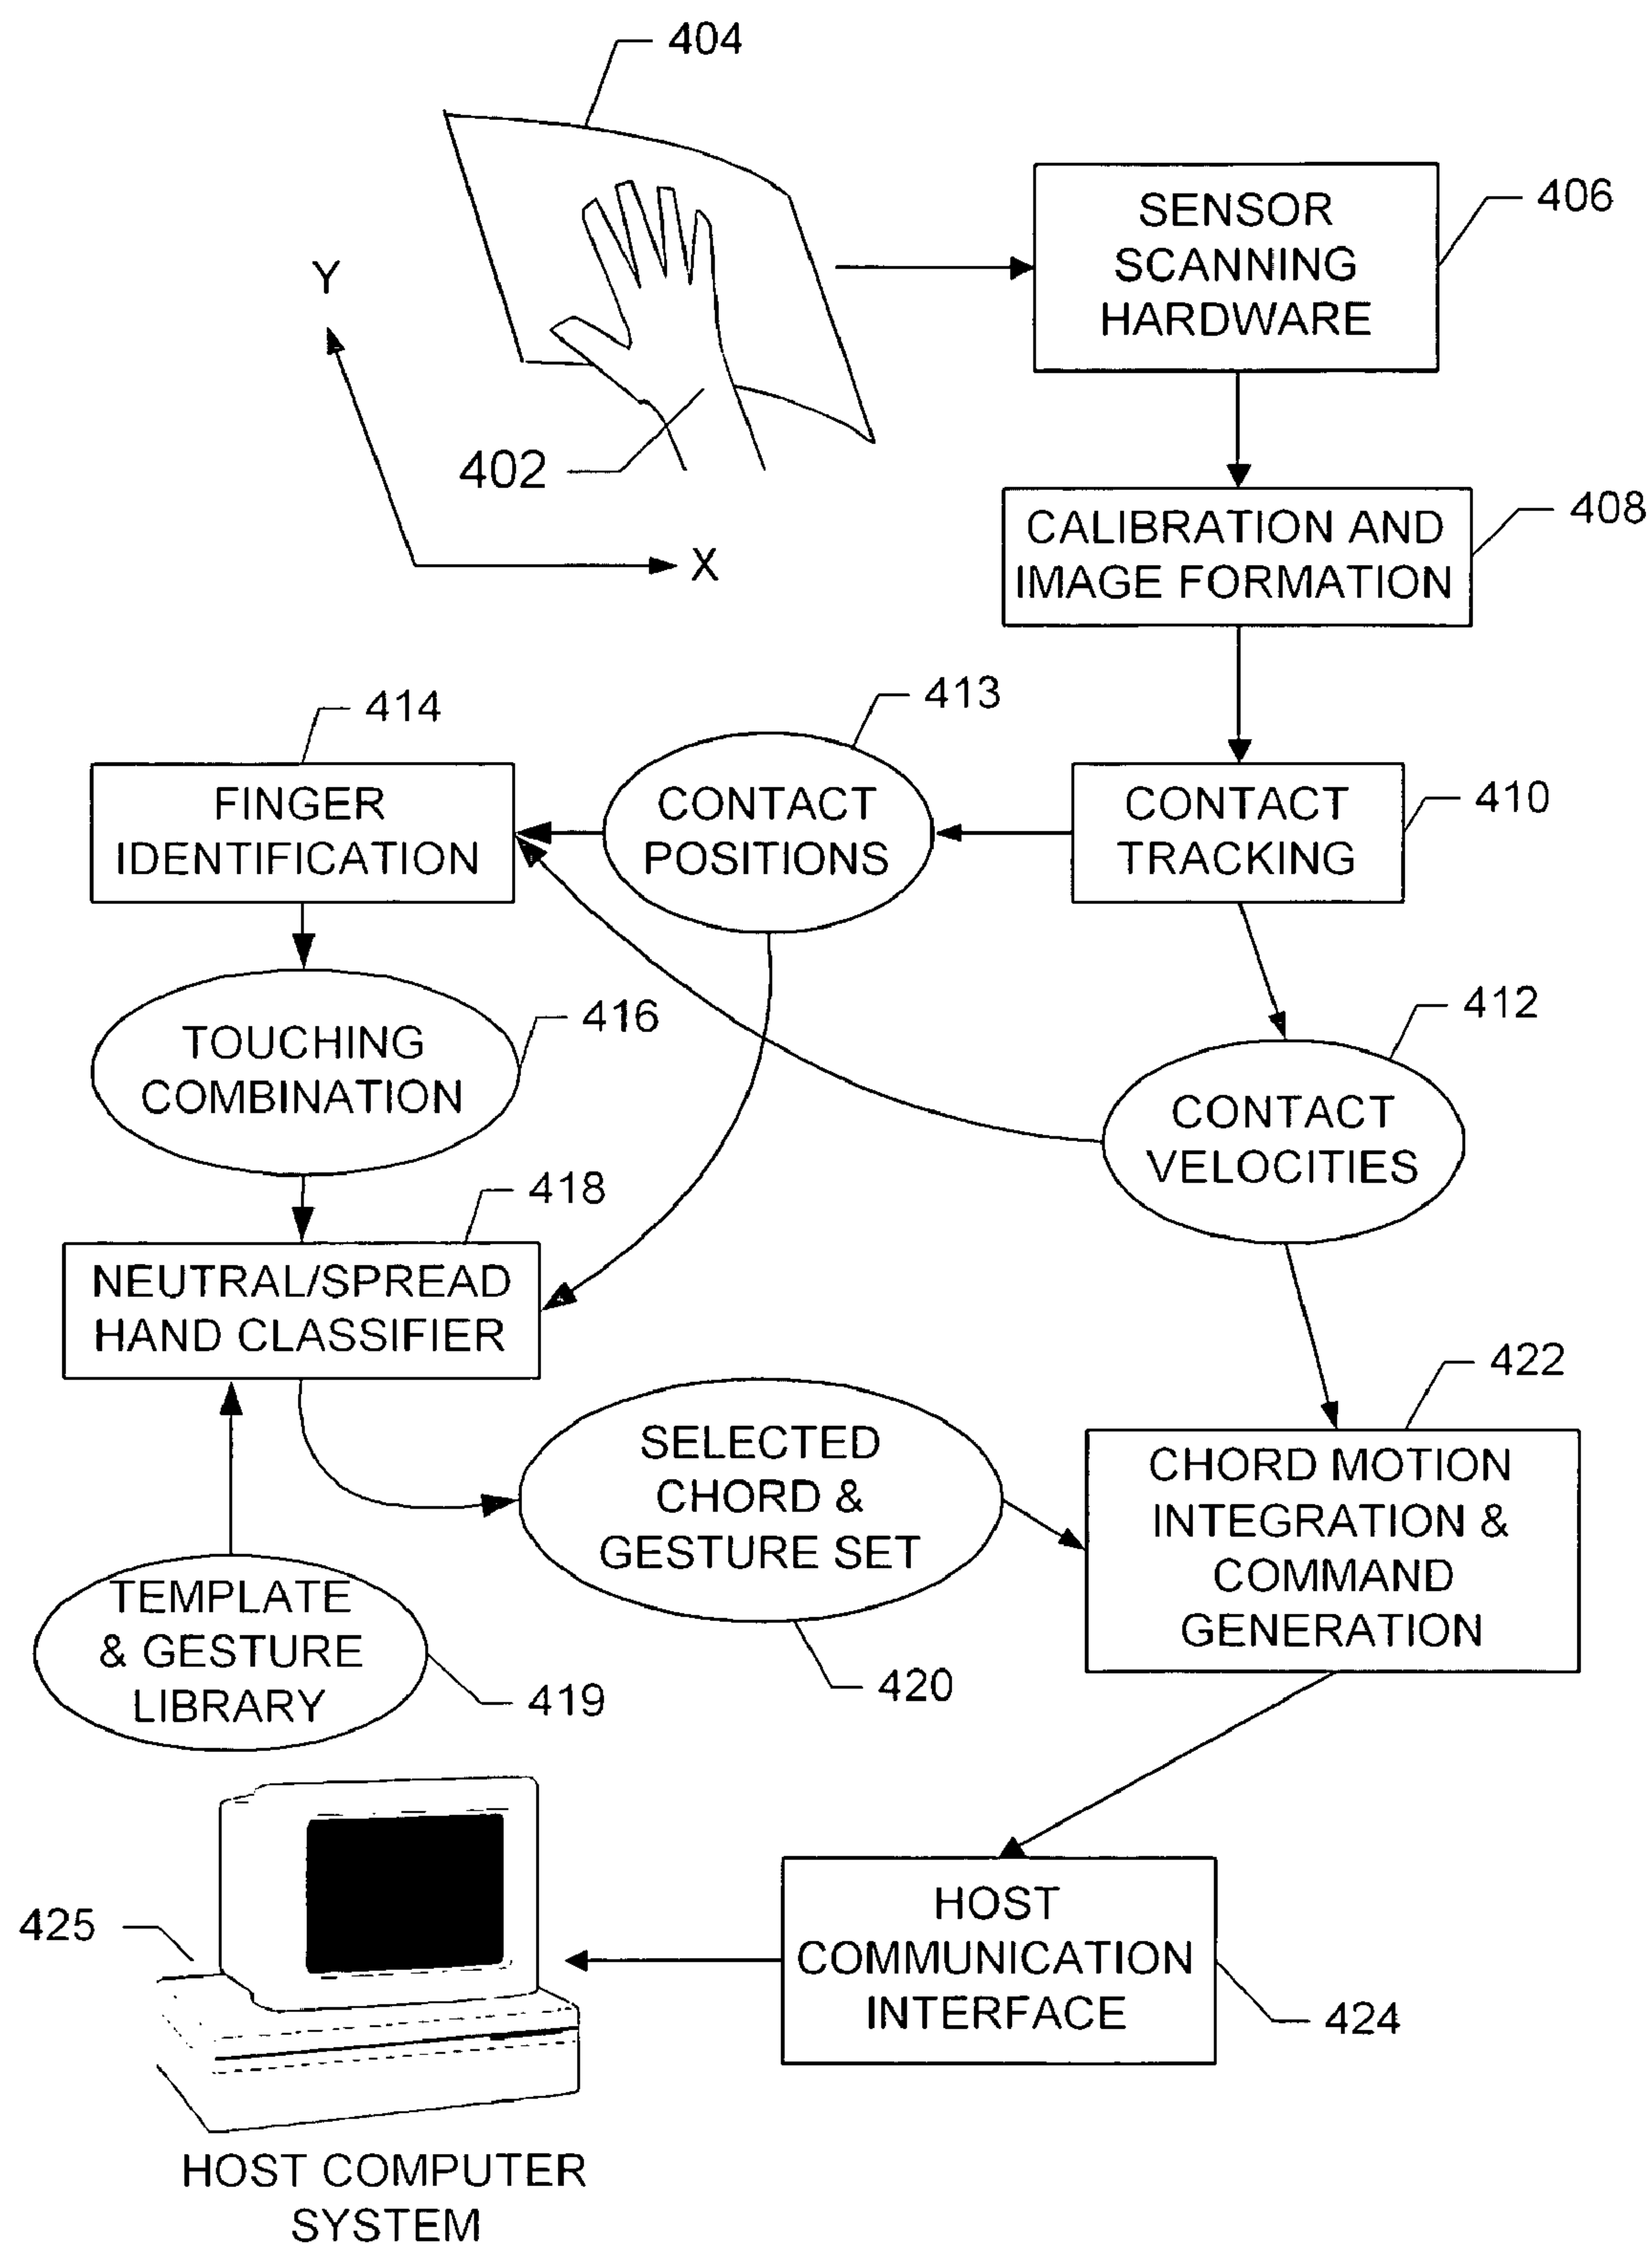 404
SENSOR
SCANNING
HARDWARE
406
Y
402
X
CALIBRATION AND
IMAGE FORMATION
408
414
413
FINGER
IDENTIFICATION
CONTACT
POSITIONS
CONTACT
TRACKING
410
TOUCHING
COMBINATION
416
412
CONTACT
VELOCITIES
418
NEUTRAL/SPREAD
HAND CLASSIFIER
422
SELECTED
CHORD &
GESTURE SET
CHORD MOTION
INTEGRATION &
COMMAND
GENERATION
TEMPLATE
& GESTURE
LIBRARY
419
420
425
HOST
COMMUNICATION
INTERFACE
424
HOST COMPUTER
SYSTEM